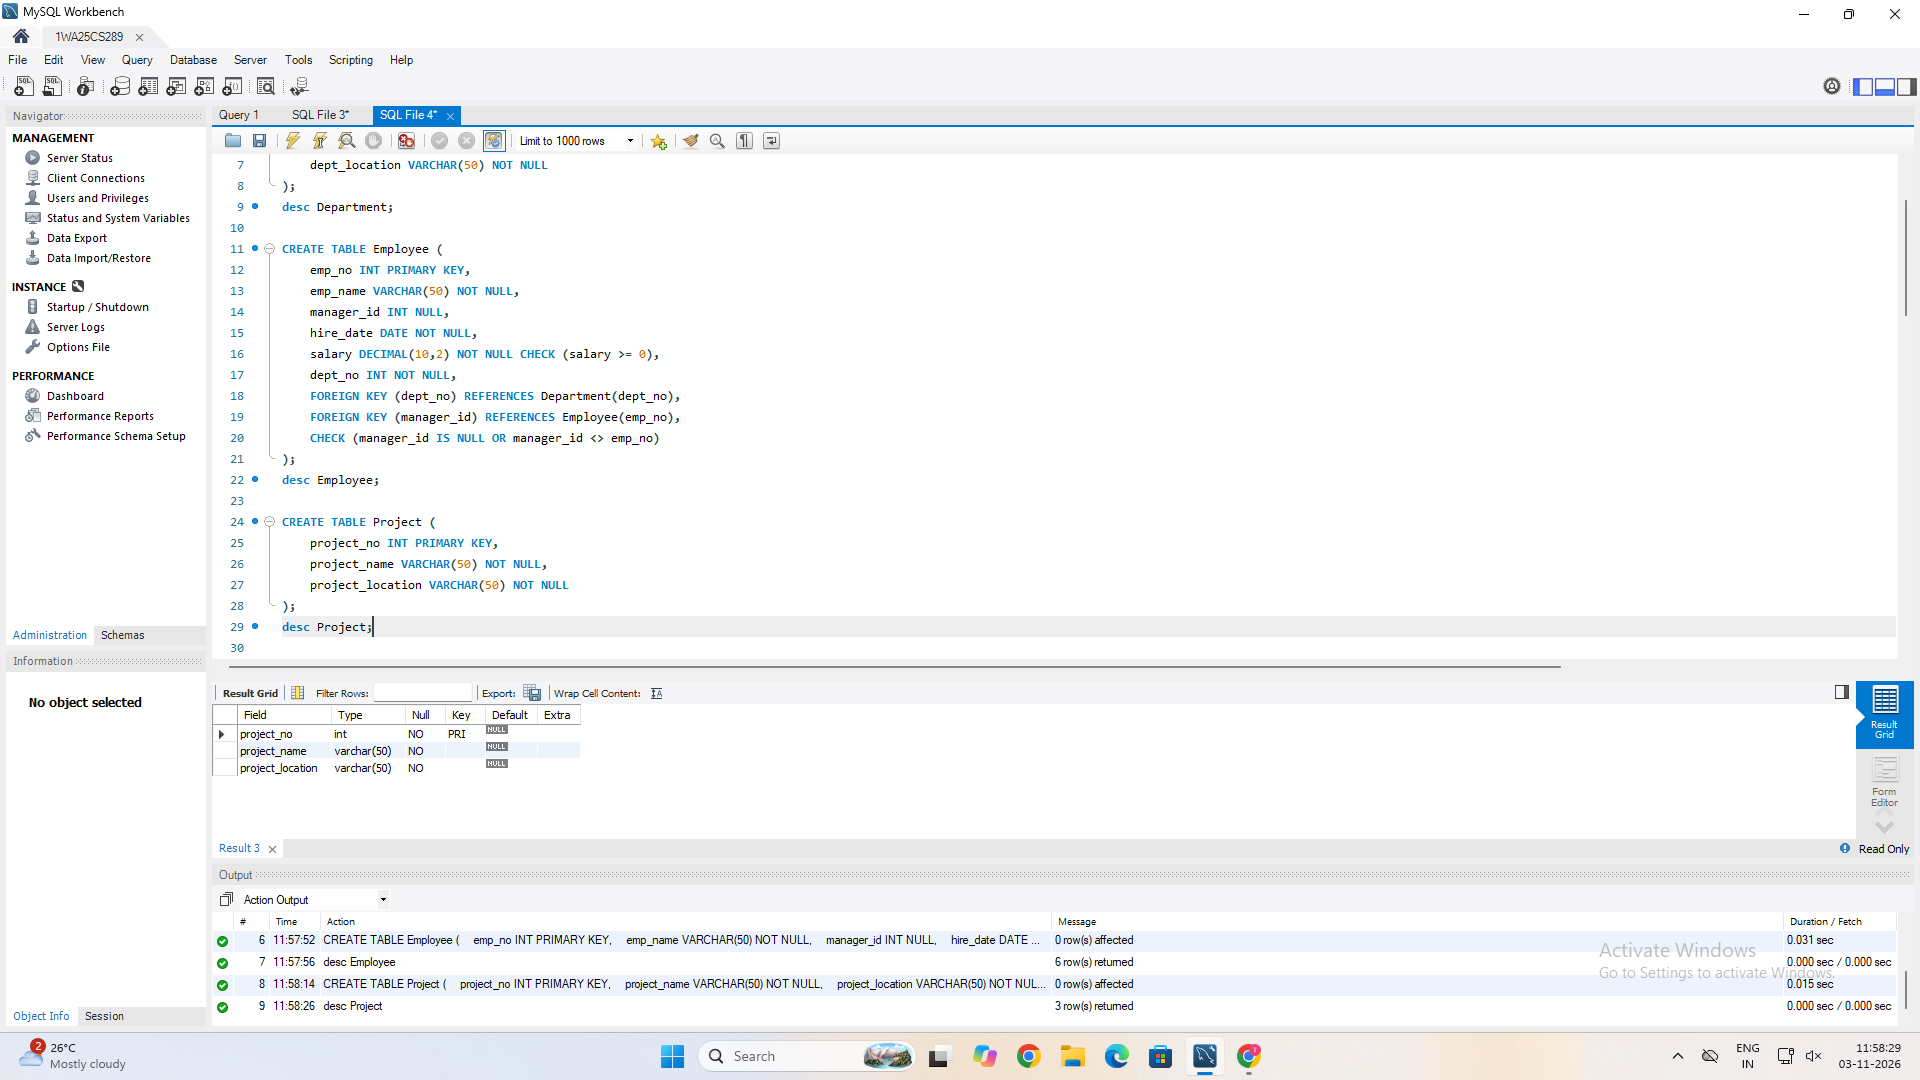 MySQL Workbench
1WA25CS289
File Edit View Query Database Server Tools Scripting Help
Navigator
MANAGEMENT
Server Status
Client Connections
Users and Privileges
Status and System Variables
Data Export
Data Import/Restore
INSTANCE
Startup / Shutdown
Server Logs
Options File
PERFORMANCE
Dashboard
Performance Reports
Performance Schema Setup
Administration Schemas
Information
No object selected
Object Info Session
Query 1 SQL File 3* SQL File 4*
Limit to 1000 rows
7 dept_location VARCHAR(50) NOT NULL
8 );
9 desc Department;
10
11 CREATE TABLE Employee (
12 emp_no INT PRIMARY KEY,
13 emp_name VARCHAR(50) NOT NULL,
14 manager_id INT NULL,
15 hire_date DATE NOT NULL,
16 salary DECIMAL(10,2) NOT NULL CHECK (salary >= 0),
17 dept_no INT NOT NULL,
18 FOREIGN KEY (dept_no) REFERENCES Department(dept_no),
19 FOREIGN KEY (manager_id) REFERENCES Employee(emp_no),
20 CHECK (manager_id IS NULL OR manager_id <> emp_no)
21 );
22 desc Employee;
23
24 CREATE TABLE Project (
25 project_no INT PRIMARY KEY,
26 project_name VARCHAR(50) NOT NULL,
27 project_location VARCHAR(50) NOT NULL
28 );
29 desc Project;
30
Result Grid Filter Rows: Export: Wrap Cell Content:
Field Type Null Key Default Extra
project_no int NO PRI NULL
project_name varchar(50) NO NULL
project_location varchar(50) NO NULL
Result Grid
Form Editor
Result 3
Read Only
Output
Action Output
# Time Action Message Duration / Fetch
6 11:57:52 CREATE TABLE Employee ( emp_no INT PRIMARY KEY, emp_name VARCHAR(50) NOT NULL, manager_id INT NULL, hire_date DATE ... 0 row(s) affected 0.031 sec
7 11:57:56 desc Employee 6 row(s) returned 0.000 sec / 0.000 sec
8 11:58:14 CREATE TABLE Project ( project_no INT PRIMARY KEY, project_name VARCHAR(50) NOT NULL, project_location VARCHAR(50) NOT NUL... 0 row(s) affected 0.015 sec
9 11:58:26 desc Project 3 row(s) returned 0.000 sec / 0.000 sec
Activate Windows
Go to Settings to activate Windows.
2
26°C
Mostly cloudy
Search
ENG
IN
11:58:29
03-11-2026